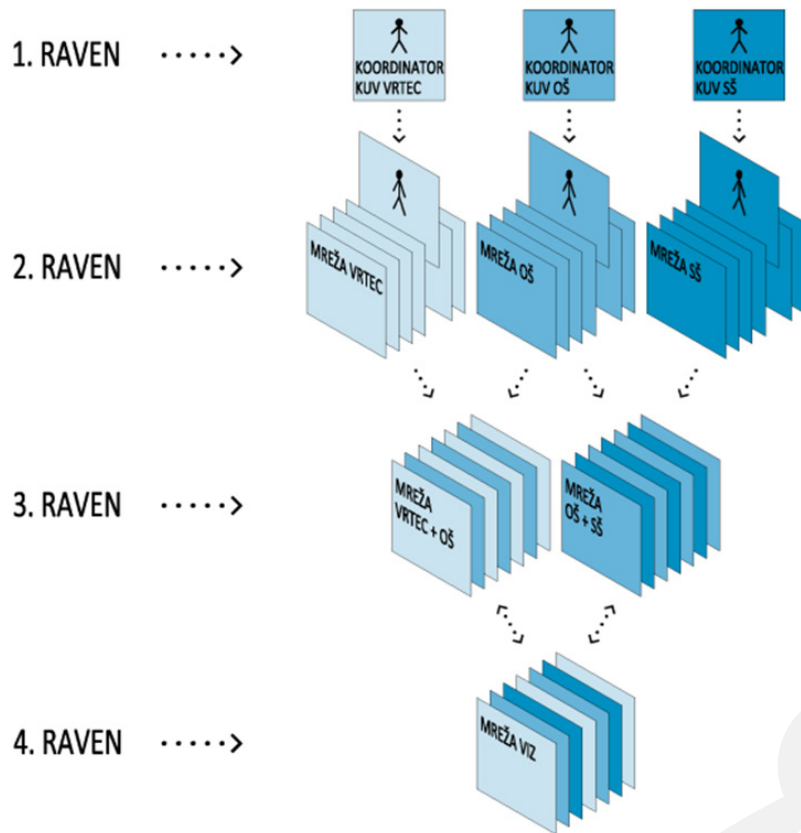 1. RAVEN
KOORDINATOR
KUV VRTEC
KOORDINATOR
KUV OŠ
KOORDINATOR
KUV SŠ
2. RAVEN
MREŽA VRTEC
MREŽA OŠ
MREŽA SŠ
3. RAVEN
MREŽA
VRTEC + OŠ
MREŽA
OŠ + SŠ
4. RAVEN
MREŽA VIZ